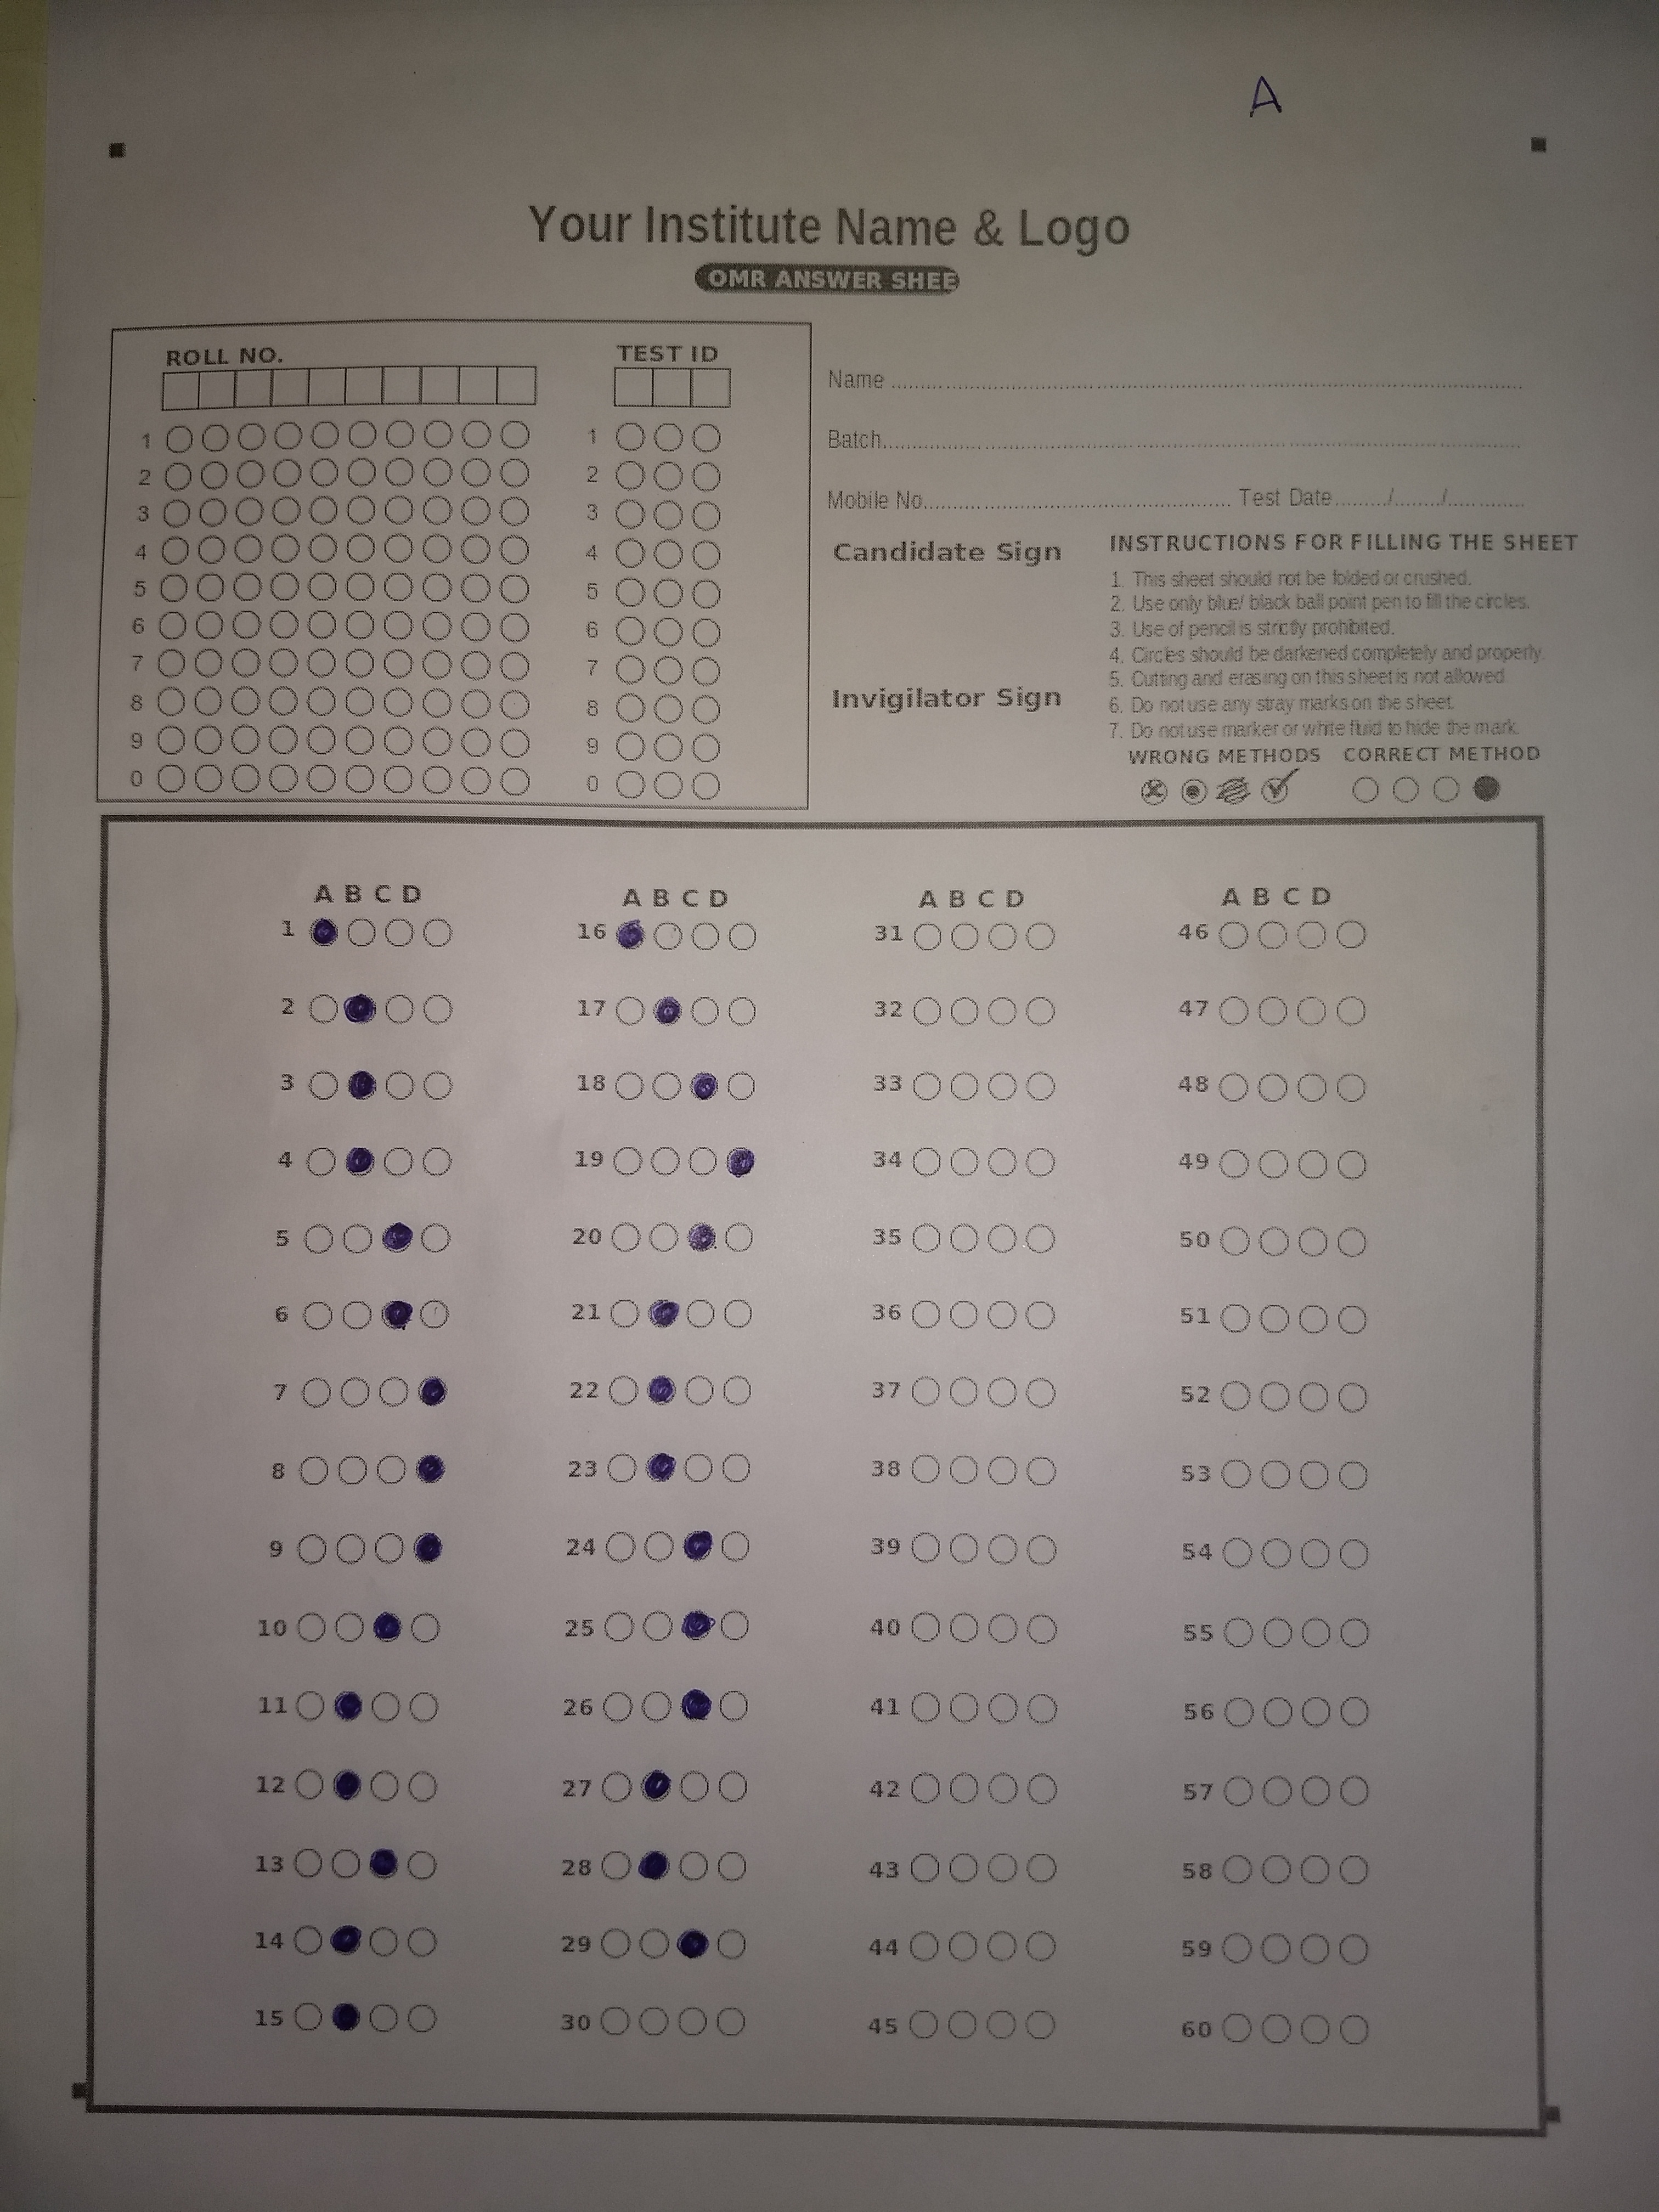 A
Your Institute Name & Logo
OMR ANSWER SHEE
ROLL NO.
TEST ID
1 1
2 2
3 3
4 4
5 5
6 6
7 7
8 8
9 9
0 0
Name
Batch
Mobile No. Test Date / /
Candidate Sign
Invigilator Sign
INSTRUCTIONS FOR FILLING THE SHEET
1. This sheet should not be folded or crushed.
2. Use only blue/ black ball point pen to fill the circles.
3. Use of pencil is strictly prohibited.
4. Circles should be darkened completely and properly.
5. Cutting and erasing on this sheet is not allowed.
6. Do not use any stray marks on the sheet.
7. Do not use marker or white fluid to hide the mark.
WRONG METHODS CORRECT METHOD
A B C D A B C D A B C D A B C D
1 16 31 46
2 17 32 47
3 18 33 48
4 19 34 49
5 20 35 50
6 21 36 51
7 22 37 52
8 23 38 53
9 24 39 54
10 25 40 55
11 26 41 56
12 27 42 57
13 28 43 58
14 29 44 59
15 30 45 60